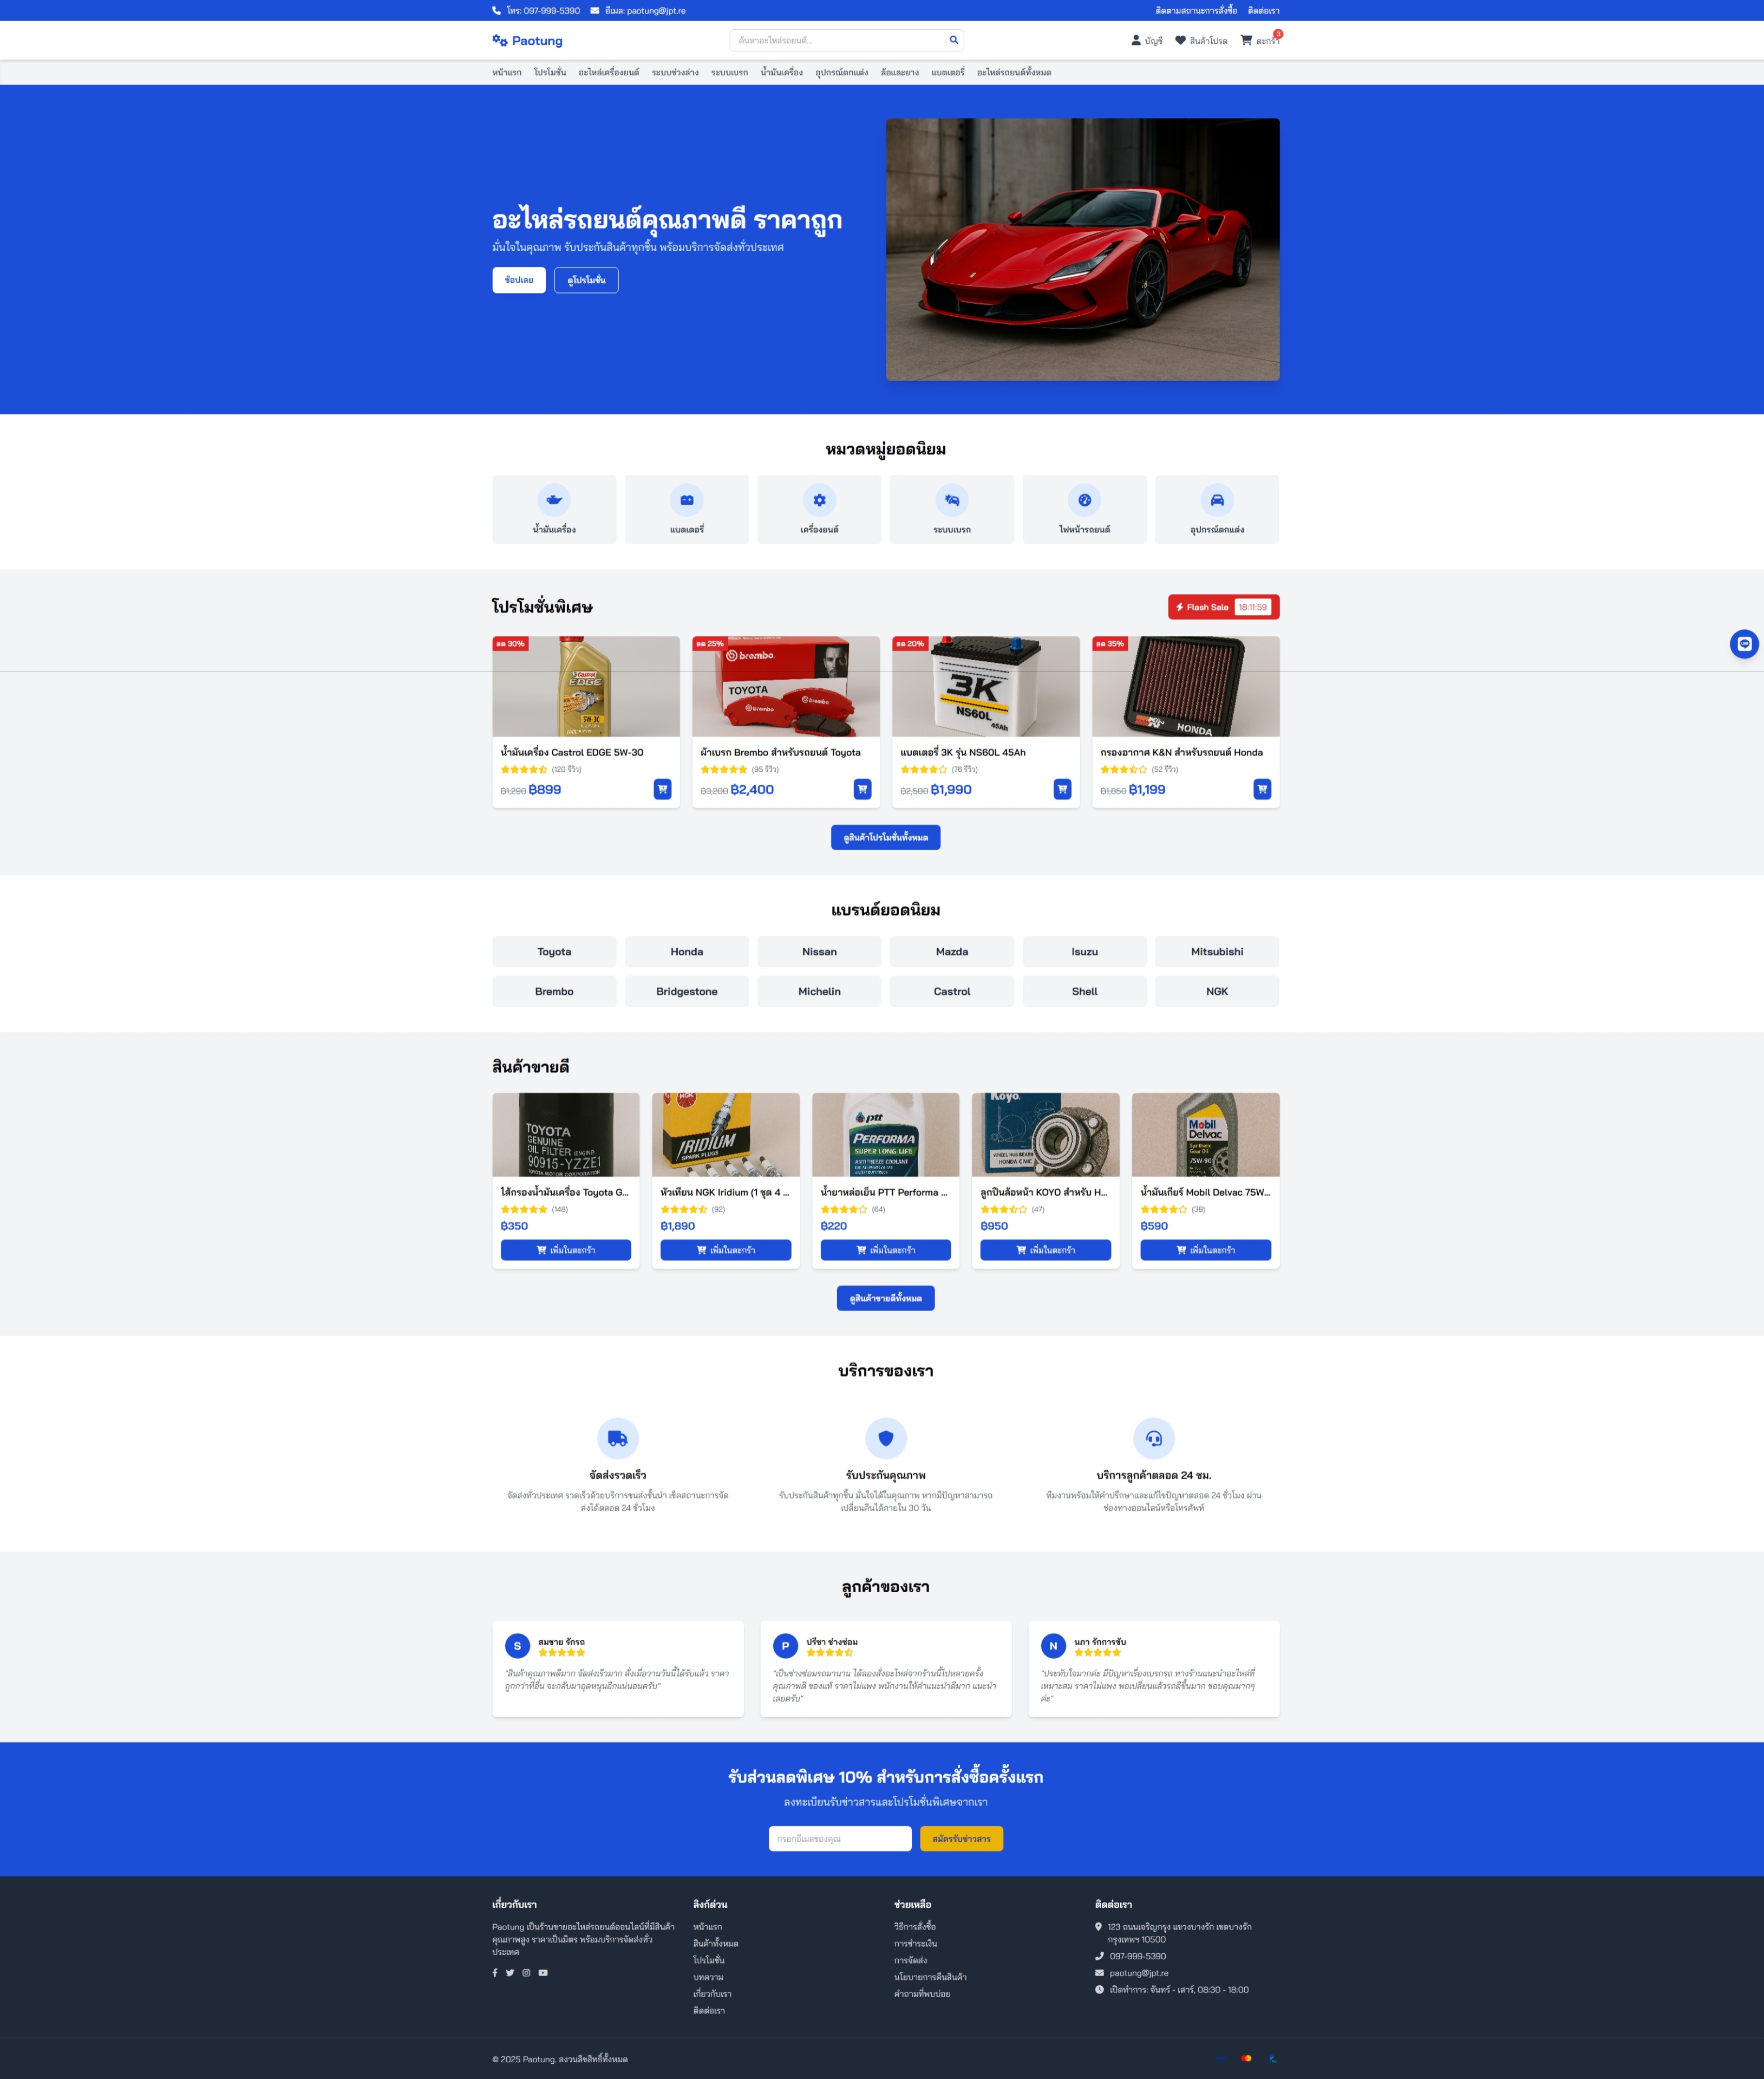 โทร: 097-999-5390 อีเมล: paotung@jpt.re ติดตามสถานะการสั่งซื้อ ติดต่อเรา
Paotung ค้นหาอะไหล่รถยนต์... บัญชี สินค้าโปรด ตะกร้า 3
หน้าแรก โปรโมชั่น อะไหล่เครื่องยนต์ ระบบช่วงล่าง ระบบเบรก น้ำมันเครื่อง อุปกรณ์ตกแต่ง ล้อและยาง แบตเตอรี่ อะไหล่รถยนต์ทั้งหมด
อะไหล่รถยนต์คุณภาพดี ราคาถูก
มั่นใจในคุณภาพ รับประกันสินค้าทุกชิ้น พร้อมบริการจัดส่งทั่วประเทศ
ช้อปเลย ดูโปรโมชั่น
หมวดหมู่ยอดนิยม
น้ำมันเครื่อง แบตเตอรี่ เครื่องยนต์ ระบบเบรก ไฟหน้ารถยนต์ อุปกรณ์ตกแต่ง
โปรโมชั่นพิเศษ Flash Sale 18:11:59
ลด 30% ลด 25% ลด 20% ลด 35%
Castrol EDGE 5W-30
brembo. TOYOTA brembo brembo
3K NS60L 45Ah
K&N HONDA
น้ำมันเครื่อง Castrol EDGE 5W-30 ผ้าเบรก Brembo สำหรับรถยนต์ Toyota แบตเตอรี่ 3K รุ่น NS60L 45Ah กรองอากาศ K&N สำหรับรถยนต์ Honda
(120 รีวิว) (95 รีวิว) (76 รีวิว) (52 รีวิว)
฿1,290 ฿899 ฿3,200 ฿2,400 ฿2,500 ฿1,990 ฿1,850 ฿1,199
ดูสินค้าโปรโมชั่นทั้งหมด
แบรนด์ยอดนิยม
Toyota Honda Nissan Mazda Isuzu Mitsubishi
Brembo Bridgestone Michelin Castrol Shell NGK
สินค้าขายดี
TOYOTA
GENUINE
OIL FILTER (ENGINE)
90915-YZZE1
TOYOTA MOTOR CORPORATION
NGK IRIDIUM SPARK PLUGS
ptt PERFORMA SUPER LONG LIFE ANTIFREEZE COOLANT
Koyo. WHEEL HUB BEARING HONDA CIVIC
Mobil Delvac Synthetic Gear Oil 75W-90
ไส้กรองน้ำมันเครื่อง Toyota G... หัวเทียน NGK Iridium (1 ชุด 4 ... น้ำยาหล่อเย็น PTT Performa ... ลูกปืนล้อหน้า KOYO สำหรับ H... น้ำมันเกียร์ Mobil Delvac 75W...
(148) (92) (64) (47) (38)
฿350 ฿1,890 ฿220 ฿950 ฿590
เพิ่มในตะกร้า เพิ่มในตะกร้า เพิ่มในตะกร้า เพิ่มในตะกร้า เพิ่มในตะกร้า
ดูสินค้าขายดีทั้งหมด
บริการของเรา
จัดส่งรวดเร็ว
จัดส่งทั่วประเทศ รวดเร็วด้วยบริการขนส่งชั้นนำ เช็คสถานะการจัด
ส่งได้ตลอด 24 ชั่วโมง
รับประกันคุณภาพ
รับประกันสินค้าทุกชิ้น มั่นใจได้ในคุณภาพ หากมีปัญหาสามารถ
เปลี่ยนคืนได้ภายใน 30 วัน
บริการลูกค้าตลอด 24 ชม.
ทีมงานพร้อมให้คำปรึกษาและแก้ไขปัญหาตลอด 24 ชั่วโมง ผ่าน
ช่องทางออนไลน์หรือโทรศัพท์
ลูกค้าของเรา
S สมชาย รักรถ
"สินค้าคุณภาพดีมาก จัดส่งเร็วมาก สั่งเมื่อวานวันนี้ได้รับแล้ว ราคา
ถูกกว่าที่อื่น จะกลับมาอุดหนุนอีกแน่นอนครับ"
P ปรีชา ช่างซ่อม
"เป็นช่างซ่อมรถมานาน ได้ลองสั่งอะไหล่จากร้านนี้ไปหลายครั้ง
คุณภาพดี ของแท้ ราคาไม่แพง พนักงานให้คำแนะนำดีมาก แนะนำ
เลยครับ"
N นภา รักการขับ
"ประทับใจมากค่ะ มีปัญหาเรื่องเบรกรถ ทางร้านแนะนำอะไหล่ที่
เหมาะสม ราคาไม่แพง พอเปลี่ยนแล้วรถดีขึ้นมาก ขอบคุณมากๆ
ค่ะ"
รับส่วนลดพิเศษ 10% สำหรับการสั่งซื้อครั้งแรก
ลงทะเบียนรับข่าวสารและโปรโมชั่นพิเศษจากเรา
กรอกอีเมลของคุณ สมัครรับข่าวสาร
เกี่ยวกับเรา
Paotung เป็นร้านขายอะไหล่รถยนต์ออนไลน์ที่มีสินค้า
คุณภาพสูง ราคาเป็นมิตร พร้อมบริการจัดส่งทั่ว
ประเทศ
ลิงก์ด่วน
หน้าแรก
สินค้าทั้งหมด
โปรโมชั่น
บทความ
เกี่ยวกับเรา
ติดต่อเรา
ช่วยเหลือ
วิธีการสั่งซื้อ
การชำระเงิน
การจัดส่ง
นโยบายการคืนสินค้า
คำถามที่พบบ่อย
ติดต่อเรา
123 ถนนเจริญกรุง แขวงบางรัก เขตบางรัก
กรุงเทพฯ 10500
097-999-5390
paotung@jpt.re
เปิดทำการ: จันทร์ - เสาร์, 08:30 - 18:00
© 2025 Paotung. สงวนลิขสิทธิ์ทั้งหมด